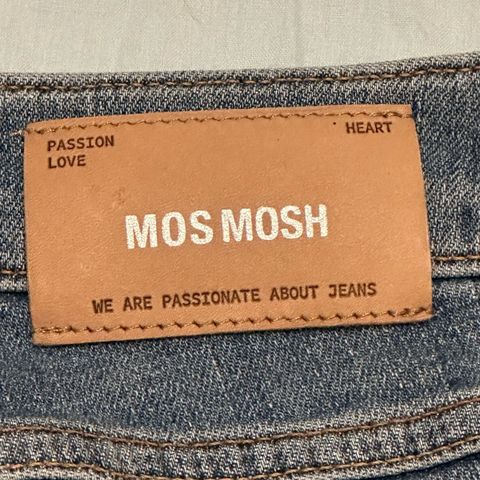 PASSION HEART
LOVE
MOS MOSH
WE ARE PASSIONATE ABOUT JEANS